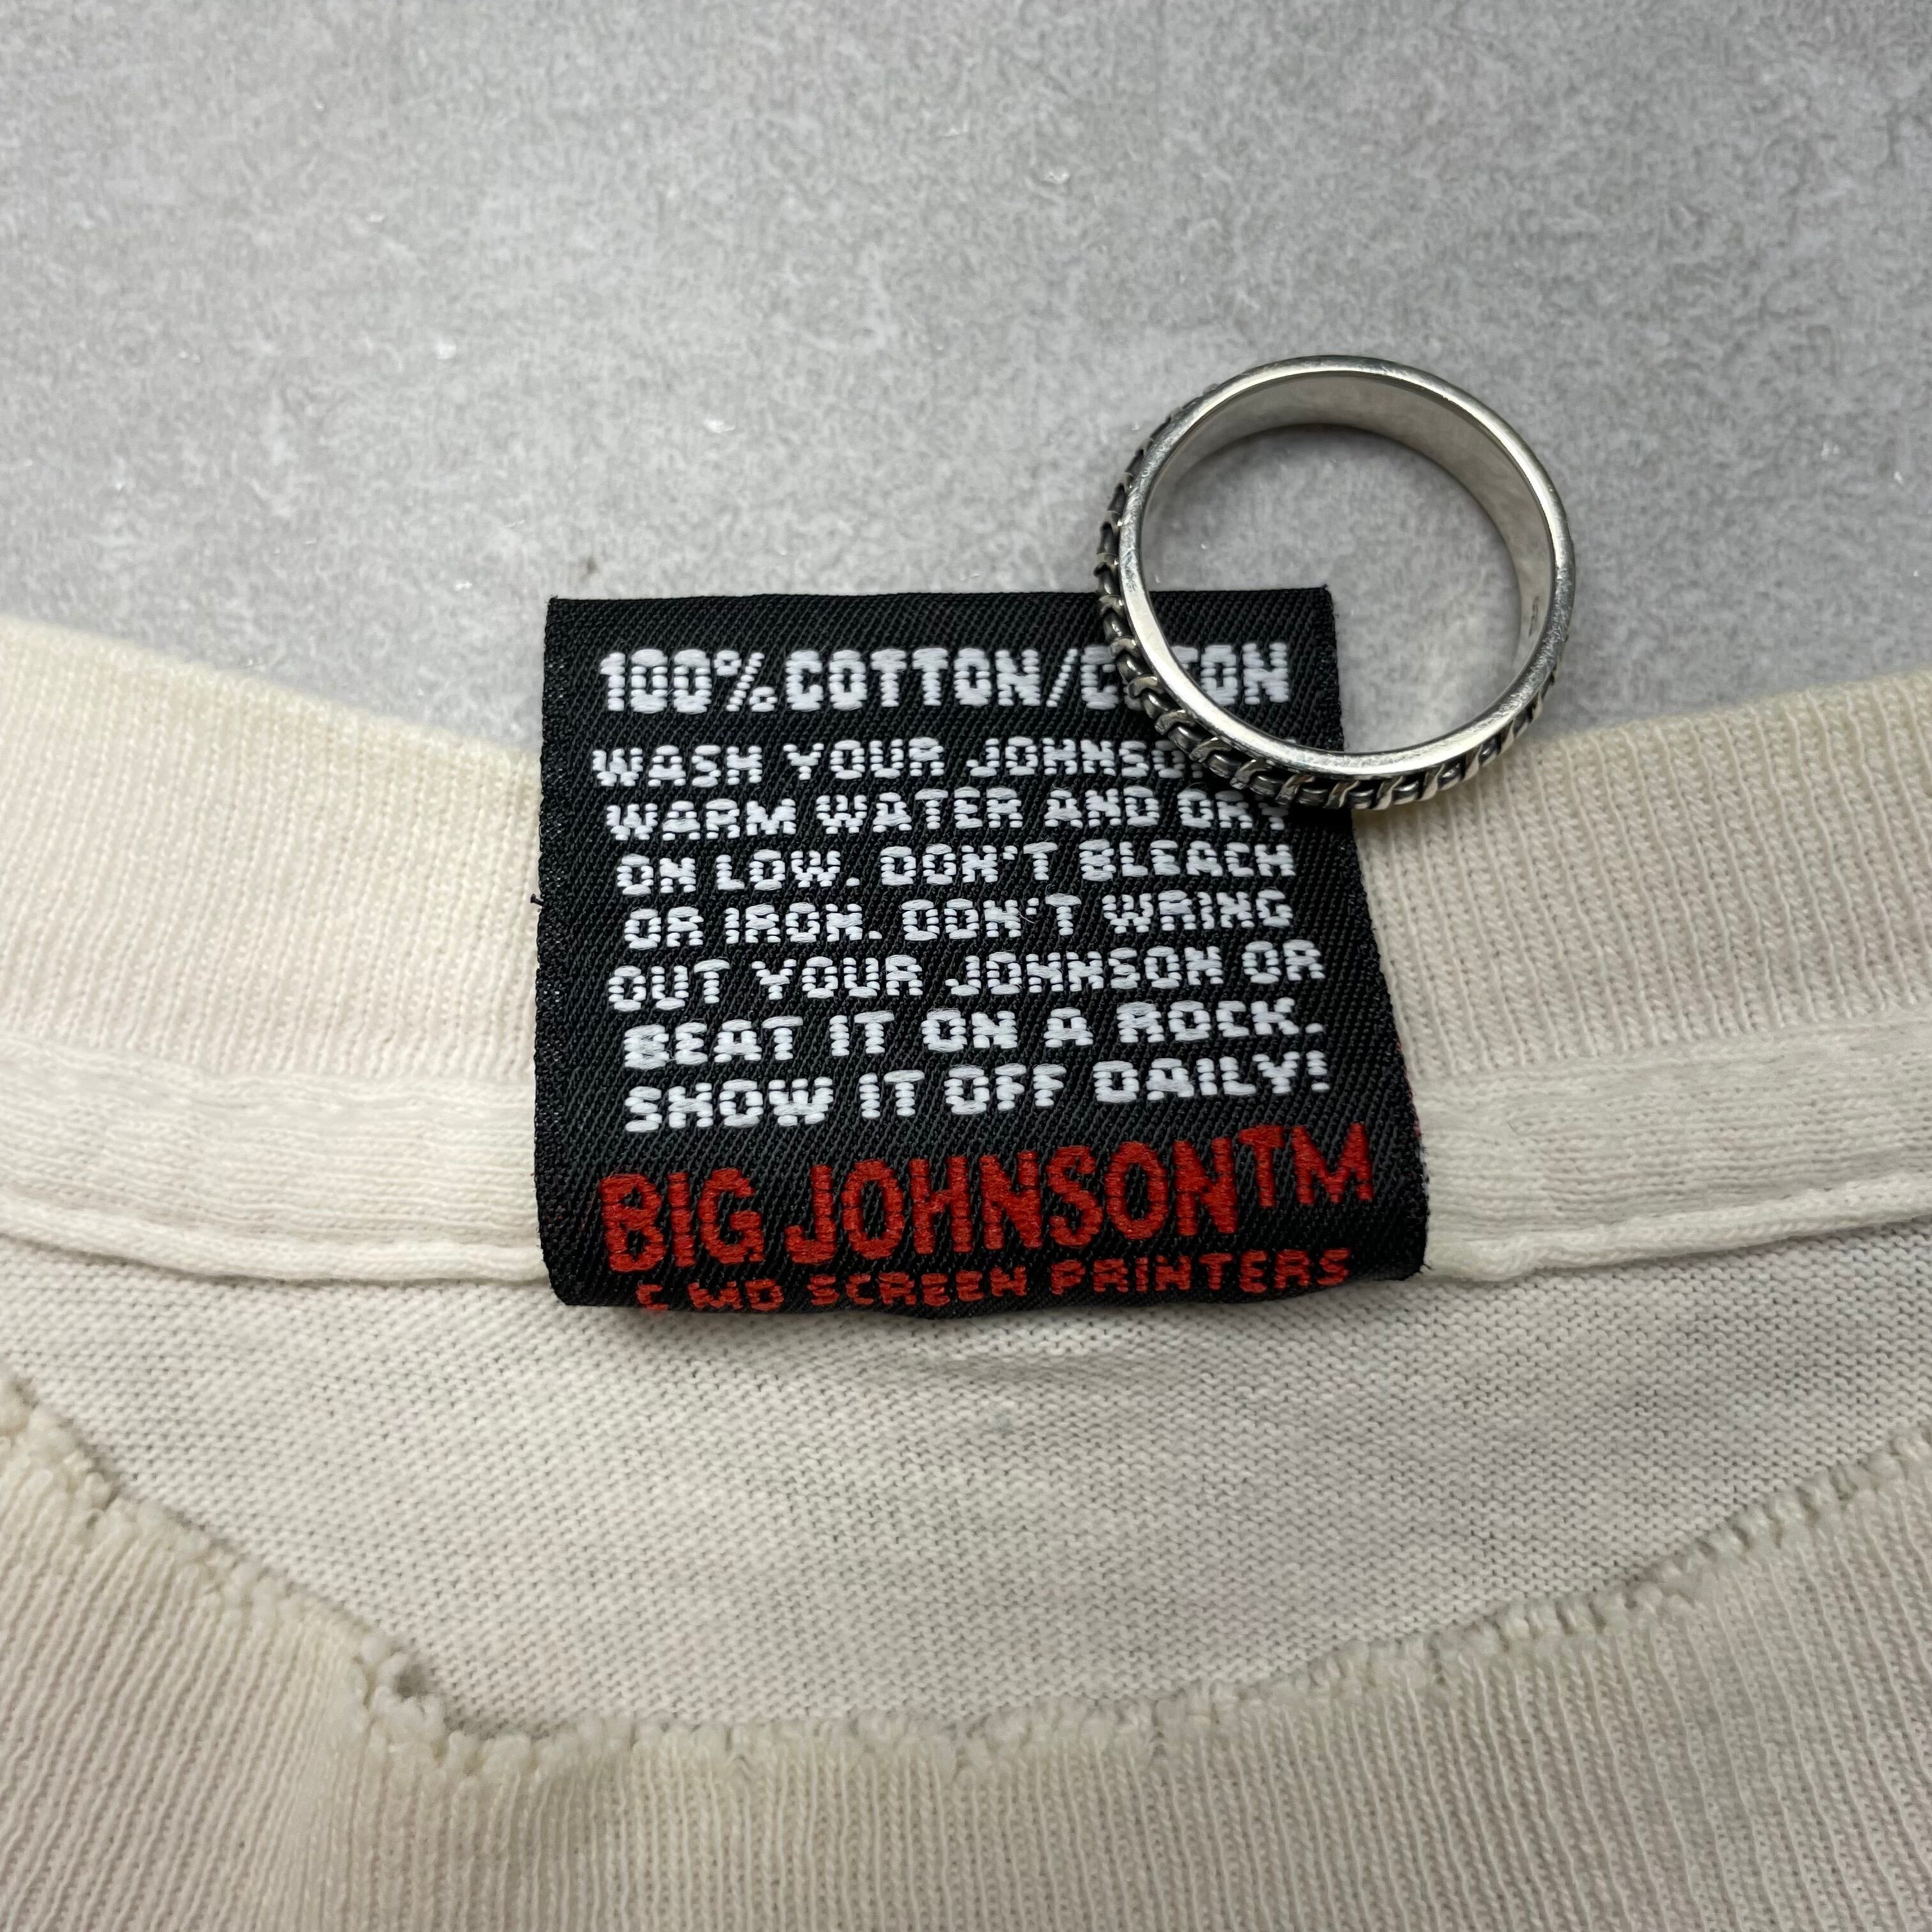 100% COTTON/
WASH YOUR
WARM WATER AND DRY
ON LOW. DON'T BLEACH
OR IRON. DON'T WRING
OUT YOUR JOHNSON OR
BEAT IT ON A ROCK.
SHOW IT OFF DAILY!
BIG JOHNSON™
MD SCREEN PRINTERS